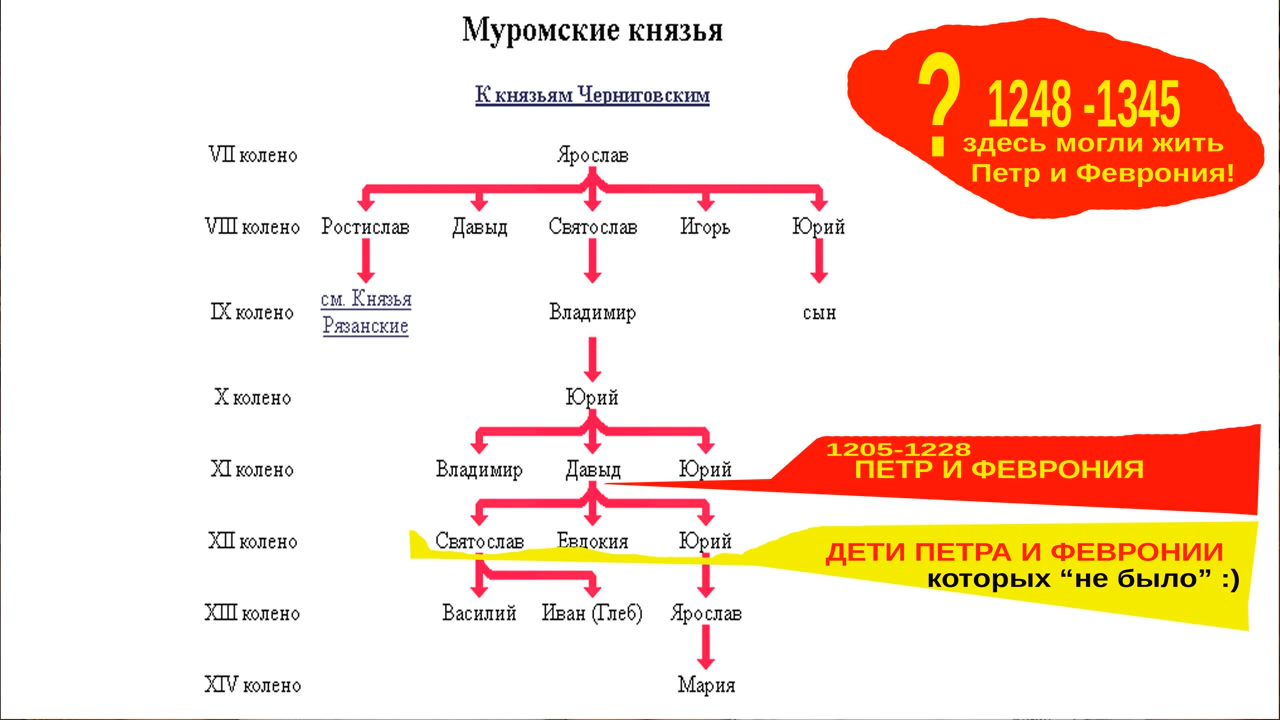 Муромские князья
К князьям Черниговским
? 1248 -1345
здесь могли жить
Петр и Феврония!
VII колено Ярослав
VIII колено Ростислав Давыд Святослав Игорь Юрий
IX колено см. Князья Рязанские Владимир сын
X колено Юрий
XI колено Владимир Давыд Юрий
1205-1228
ПЕТР И ФЕВРОНИЯ
XII колено Святослав Евдокия Юрий
ДЕТИ ПЕТРА И ФЕВРОНИИ
которых “не было” :)
XIII колено Василий Иван (Глеб) Ярослав
XIV колено Мария